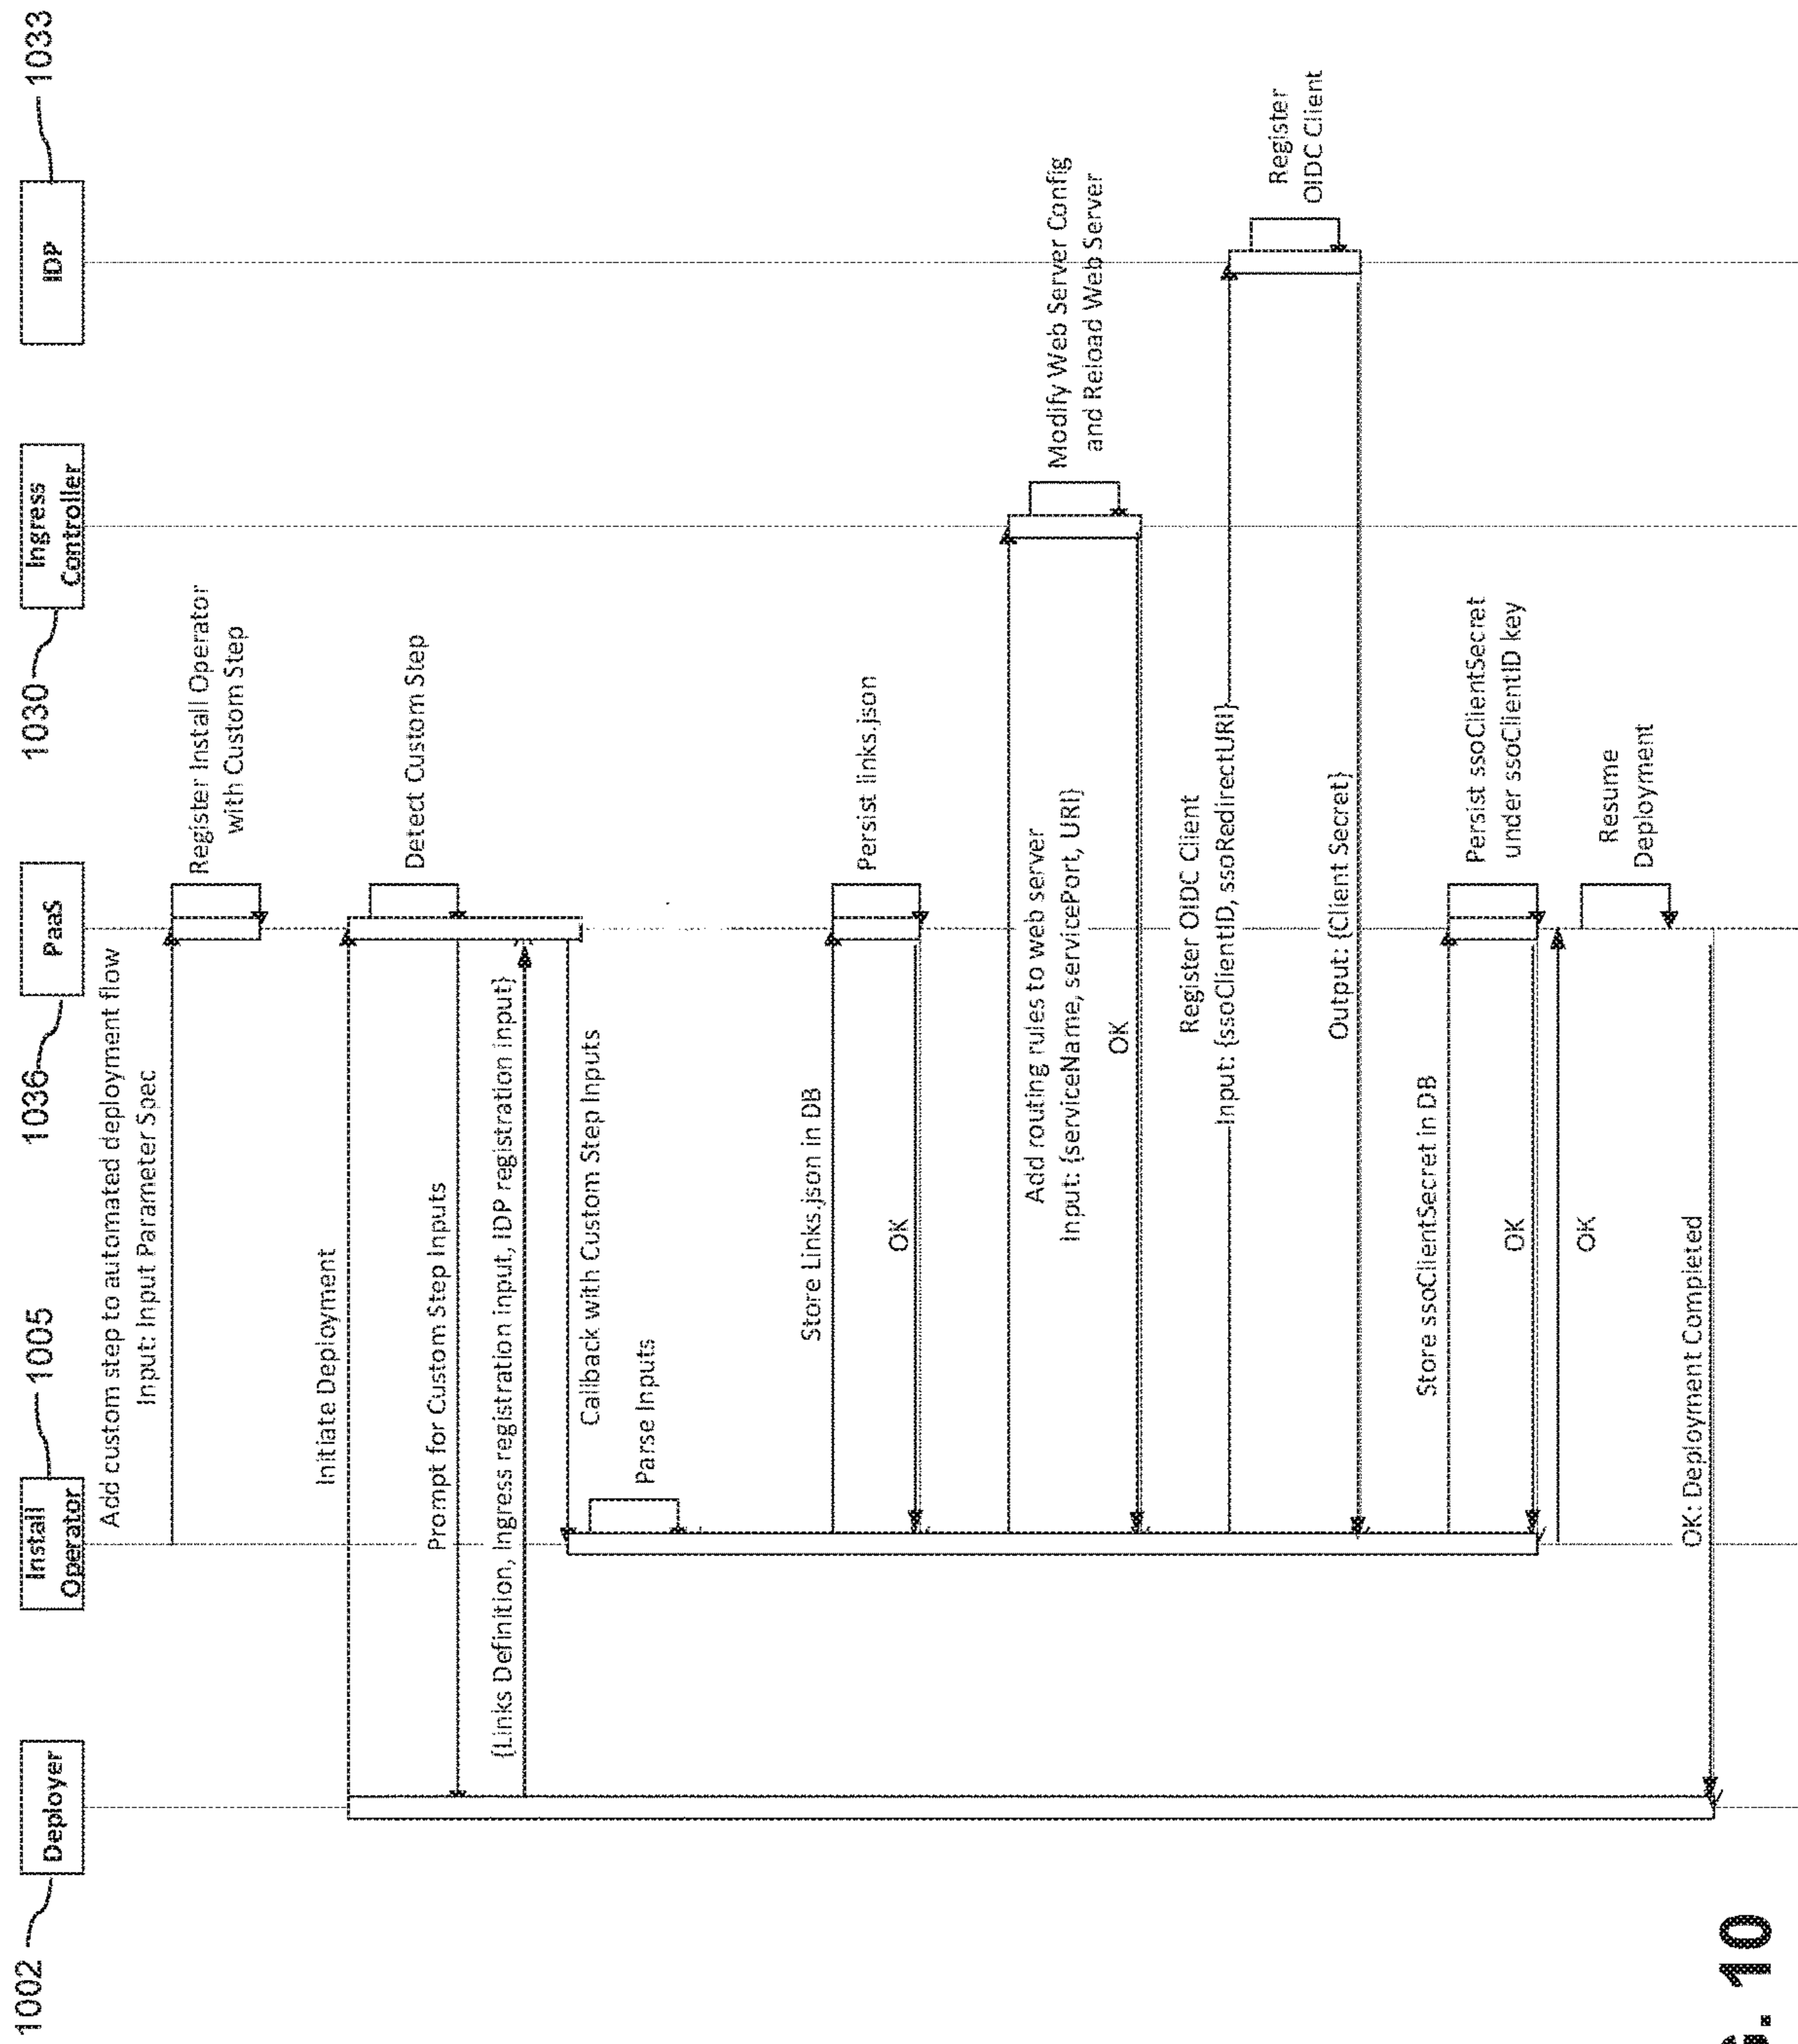 1002
Deployer
Install
Operator
1005
1036
PaaS
1030
Ingress
Controller
IDP
1033
Add custom step to automated deployment flow
Input: Input Parameter Spec
Register Install Operator
with Custom Step
Initiate Deployment
Detect Custom Step
Prompt for Custom Step Inputs
{Links Definition, Ingress registration input, IDP registration input}
Callback with Custom Step Inputs
Parse Inputs
Store Links.json in DB
Persist links.json
OK
Add routing rules to web server
Input: {serviceName, servicePort, URI}
Modify Web Server Config
and Reload Web Server
OK
Register OIDC Client
Input: {ssoClientID, ssoRedirectURI}
Register
OIDC Client
Output: {Client Secret}
Store ssoClientSecret in DB
Persist ssoClientSecret
under ssoClientID key
OK
OK
Resume
Deployment
OK: Deployment Completed
10